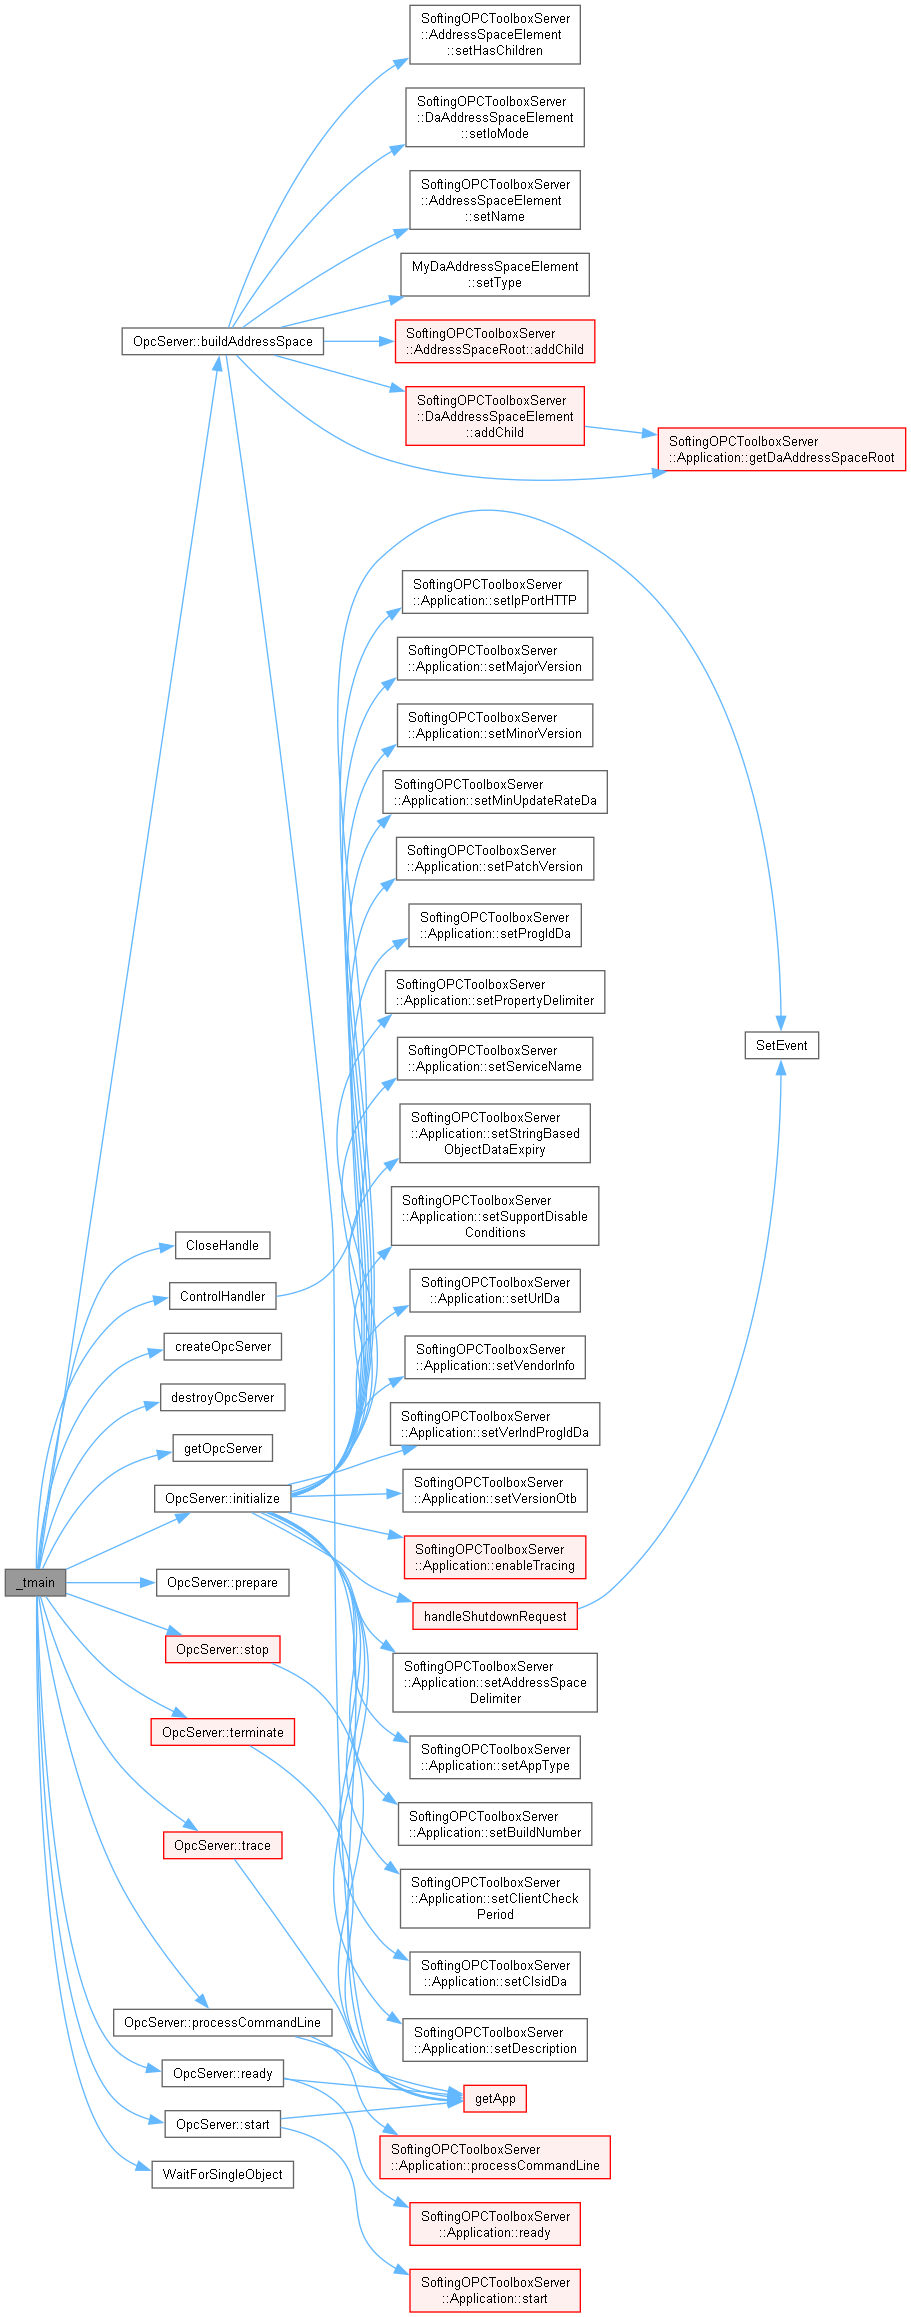 SoftingOPCToolboxServer
::AddressSpaceElement
::setHasChildren
SoftingOPCToolboxServer
::DaAddressSpaceElement
::setIoMode
SoftingOPCToolboxServer
::AddressSpaceElement
::setName
MyDaAddressSpaceElement
::setType
OpcServer::buildAddressSpace
SoftingOPCToolboxServer
::AddressSpaceRoot::addChild
SoftingOPCToolboxServer
::DaAddressSpaceElement
::addChild
SoftingOPCToolboxServer
::Application::getDaAddressSpaceRoot
SoftingOPCToolboxServer
::Application::setIpPortHTTP
SoftingOPCToolboxServer
::Application::setMajorVersion
SoftingOPCToolboxServer
::Application::setMinorVersion
SoftingOPCToolboxServer
::Application::setMinUpdateRateDa
SoftingOPCToolboxServer
::Application::setPatchVersion
SoftingOPCToolboxServer
::Application::setProgIdDa
SoftingOPCToolboxServer
::Application::setPropertyDelimiter
SetEvent
SoftingOPCToolboxServer
::Application::setServiceName
SoftingOPCToolboxServer
::Application::setStringBased
ObjectDataExpiry
SoftingOPCToolboxServer
::Application::setSupportDisable
Conditions
CloseHandle
SoftingOPCToolboxServer
::Application::setUrlDa
ControlHandler
createOpcServer
SoftingOPCToolboxServer
::Application::setVendorInfo
destroyOpcServer
SoftingOPCToolboxServer
::Application::setVerIndProgIdDa
getOpcServer
SoftingOPCToolboxServer
::Application::setVersionOtb
OpcServer::initialize
SoftingOPCToolboxServer
::Application::enableTracing
_tmain
OpcServer::prepare
handleShutdownRequest
OpcServer::stop
SoftingOPCToolboxServer
::Application::setAddressSpace
Delimiter
OpcServer::terminate
SoftingOPCToolboxServer
::Application::setAppType
SoftingOPCToolboxServer
::Application::setBuildNumber
OpcServer::trace
SoftingOPCToolboxServer
::Application::setClientCheck
Period
SoftingOPCToolboxServer
::Application::setClsidDa
OpcServer::processCommandLine
SoftingOPCToolboxServer
::Application::setDescription
OpcServer::ready
getApp
OpcServer::start
SoftingOPCToolboxServer
::Application::processCommandLine
WaitForSingleObject
SoftingOPCToolboxServer
::Application::ready
SoftingOPCToolboxServer
::Application::start